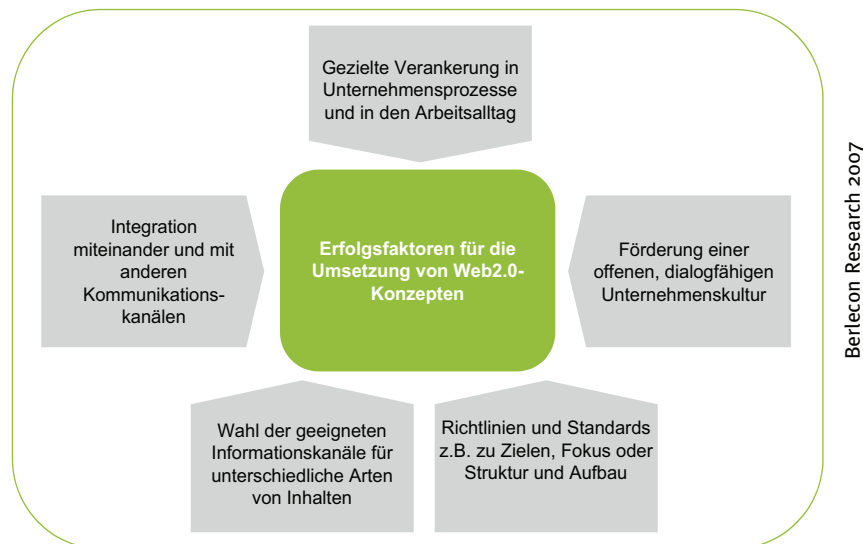 Gezielte Verankerung in
Unternehmensprozesse
und in den Arbeitsalltag
Integration
miteinander und mit
anderen
Kommunikations-
kanälen
Erfolgsfaktoren für die
Umsetzung von Web2.0-
Konzepten
Förderung einer
offenen, dialogfähigen
Unternehmenskultur
Wahl der geeigneten
Informationskanäle für
unterschiedliche Arten
von Inhalten
Richtlinien und Standards
z.B. zu Zielen, Fokus oder
Struktur und Aufbau
Berlecon Research 2007